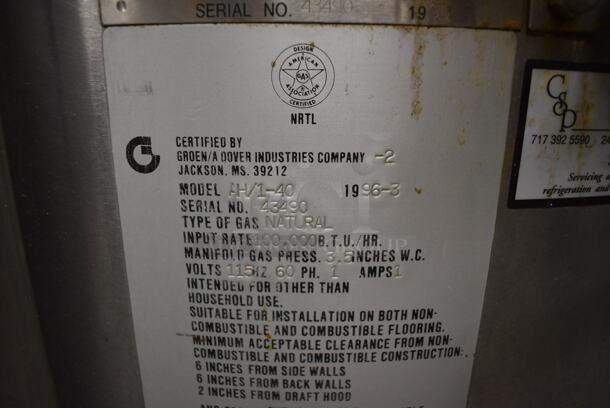 SERIAL NO. 43490 19
DESIGN
AMERICAN
GAS
ASSOCIATION
CERTIFIED
NRTL
CERTIFIED BY
GROEN/A DOVER INDUSTRIES COMPANY -2
JACKSON, MS. 39212
MODEL AH/1-40 1996-3
SERIAL NO. 43490
TYPE OF GAS NATURAL
INPUT RATE 100,000 B.T.U./HR.
MANIFOLD GAS PRESS. 3.5 INCHES W.C.
VOLTS 115 HZ 60 PH. 1 AMPS 1
INTENDED FOR OTHER THAN
HOUSEHOLD USE.
SUITABLE FOR INSTALLATION ON BOTH NON-
COMBUSTIBLE AND COMBUSTIBLE FLOORING.
MINIMUM ACCEPTABLE CLEARANCE FROM NON-
COMBUSTIBLE AND COMBUSTIBLE CONSTRUCTION:
6 INCHES FROM SIDE WALLS
6 INCHES FROM BACK WALLS
2 INCHES FROM DRAFT HOOD
CSP
717 392 5590 24
Servicing
refrigeration and